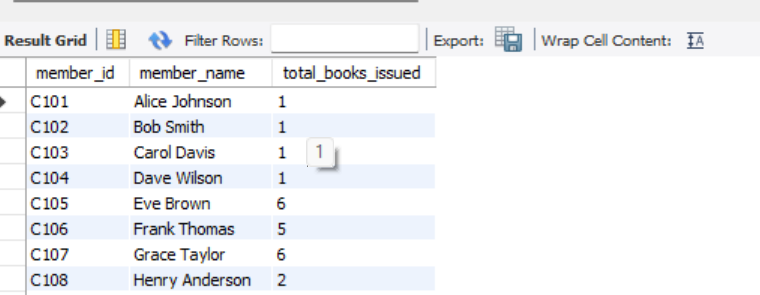 Result Grid Filter Rows: Export: Wrap Cell Content: IA
member_id member_name total_books_issued
C101 Alice Johnson 1
C102 Bob Smith 1
C103 Carol Davis 1 1
C104 Dave Wilson 1
C105 Eve Brown 6
C106 Frank Thomas 5
C107 Grace Taylor 6
C108 Henry Anderson 2